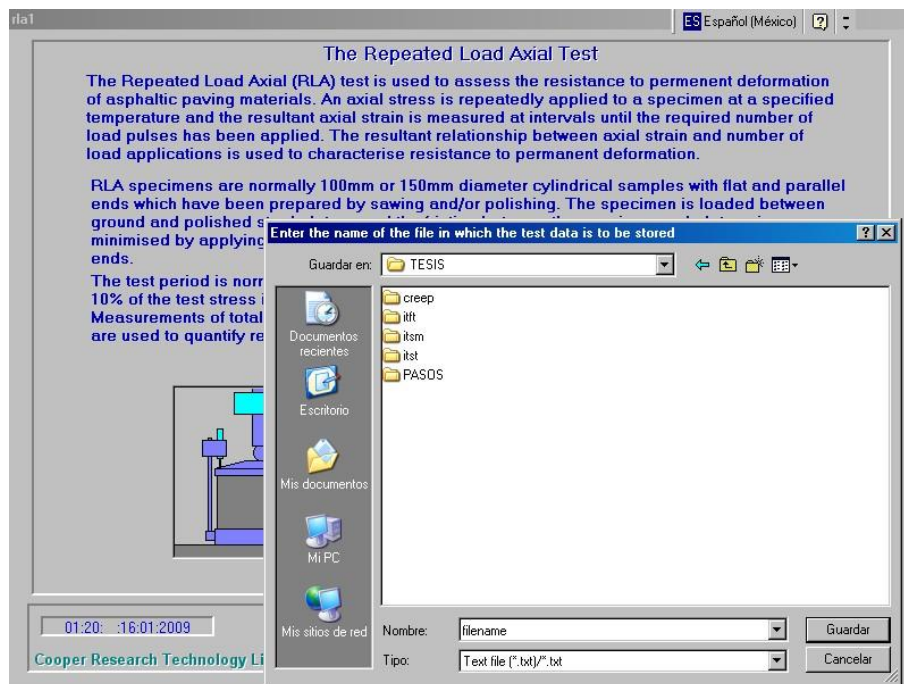 rla1
ES Español (México)
The Repeated Load Axial Test
The Repeated Load Axial (RLA) test is used to assess the resistance to permenent deformation
of asphaltic paving materials. An axial stress is repeatedly applied to a specimen at a specified
temperature and the resultant axial strain is measured at intervals until the required number of
load pulses has been applied. The resultant relationship between axial strain and number of
load applications is used to characterise resistance to permanent deformation.
RLA specimens are normally 100mm or 150mm diameter cylindrical samples with flat and parallel
ends which have been prepared by sawing and/or polishing. The specimen is loaded between
ground and polished
minimised by applying
ends.
The test period is
10% of the test stress
Measurements of total
are used to quantify
Enter the name of the file in which the test data is to be stored
Guardar en: TESIS
Documentos recientes
Escritorio
Mis documentos
Mi PC
Mis sitios de red
creep
itft
itsm
itst
PASOS
Nombre: filename
Guardar
Tipo: Text file (*.txt)/*.txt
Cancelar
01:20: :16:01:2009
Cooper Research Technology